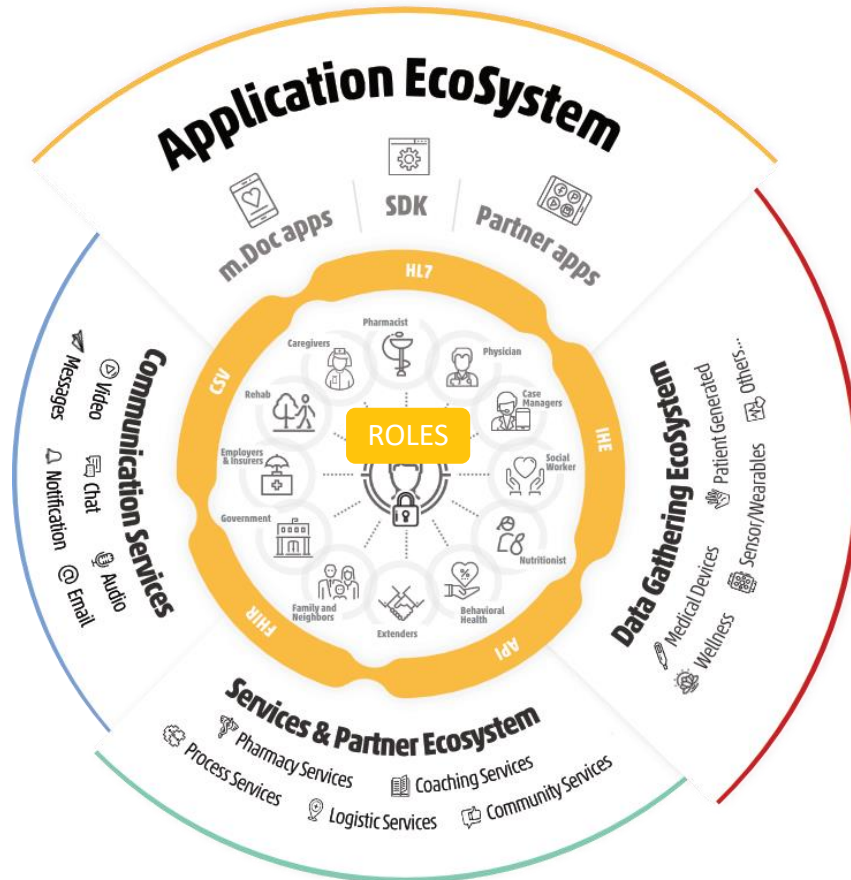 Application EcoSystem
m.Doc apps
SDK
Partner apps
HL7
IHE
API
FHIR
CSV
Pharmacist
Physician
Case
Managers
Social
Worker
Nutritionist
Behavioral
Health
Extenders
Family and
Neighbors
Government
Employers
& Insurers
Rehab
Caregivers
ROLES
Data Gathering EcoSystem
Medical Devices
Patient Generated
Wellness
Sensor/Wearables
Others...
Services & Partner Ecosystem
Process Services
Pharmacy Services
Logistic Services
Coaching Services
Community Services
Communication Services
Video
Chat
Audio
Messages
Notification
Email